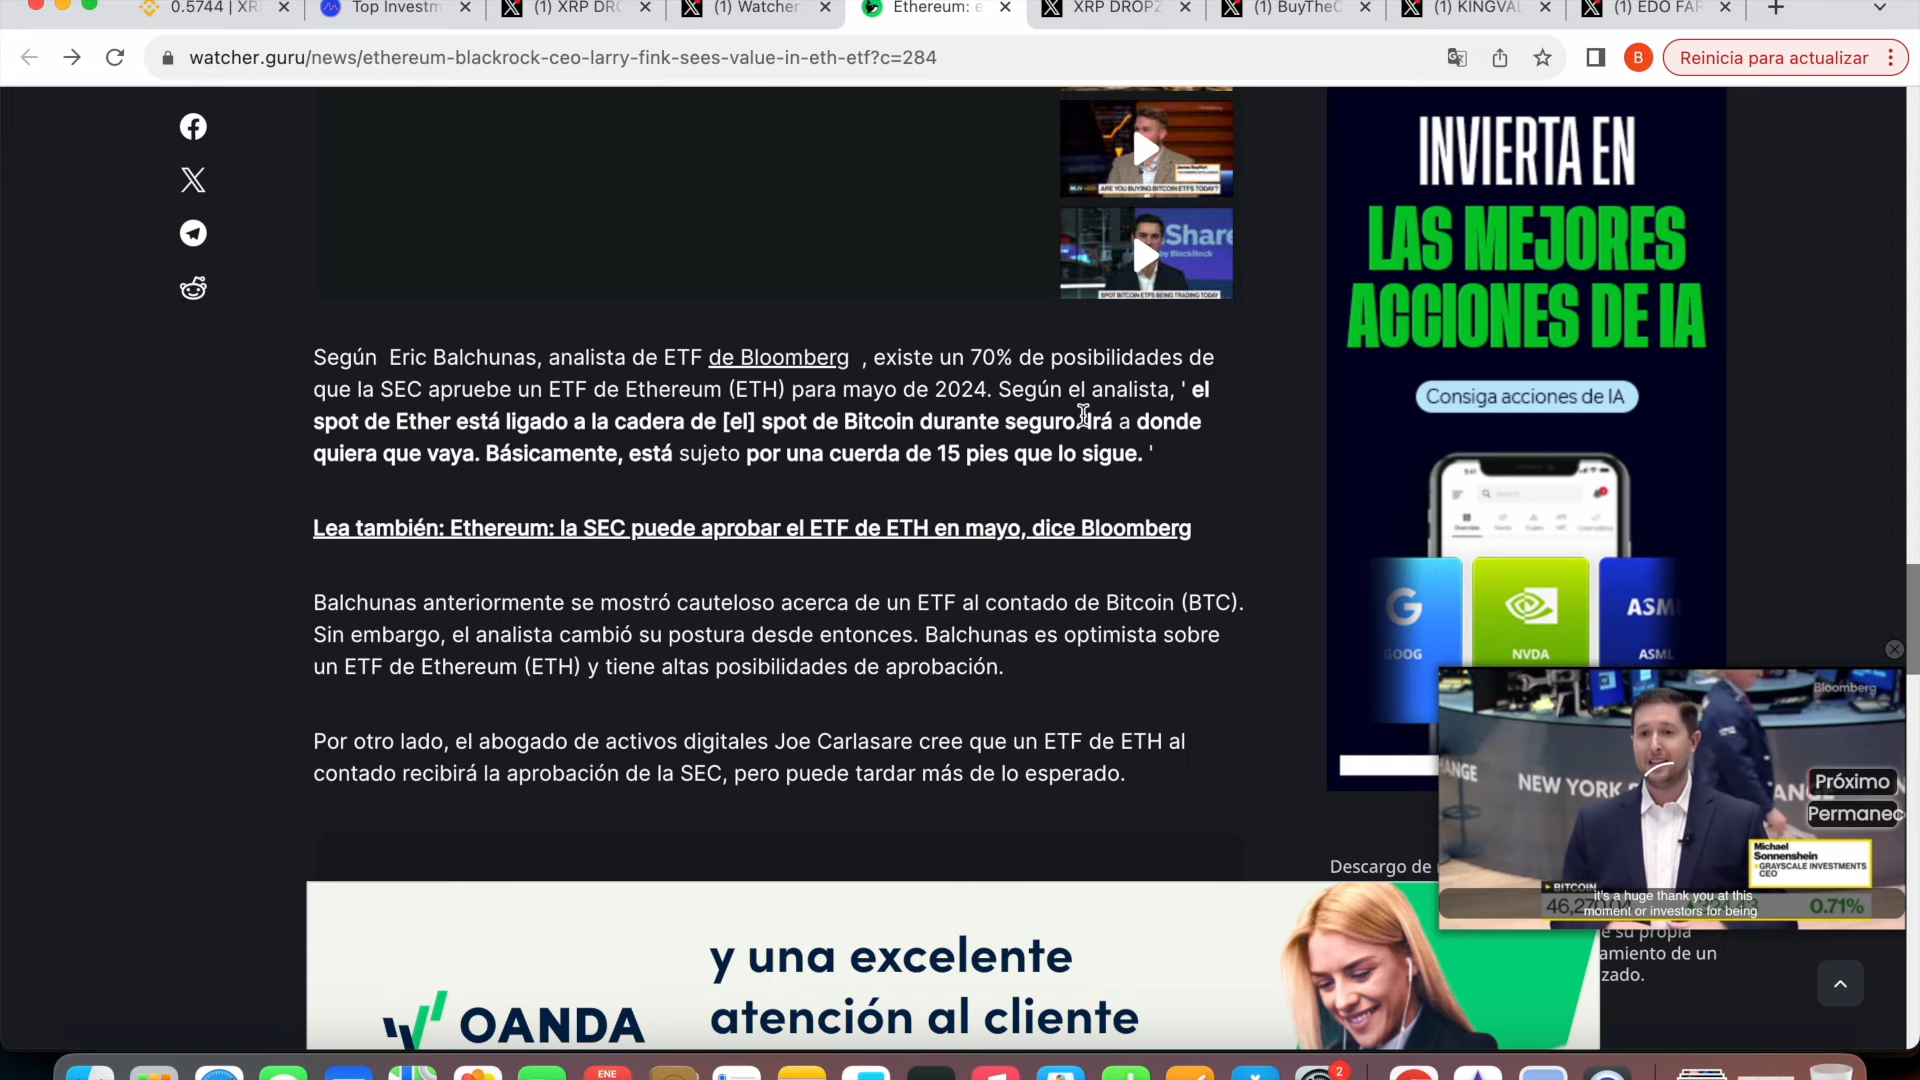 0.5744 | XRI
Top Investm
(1) XRP DRO
(1) Watcher
Ethereum: e
XRP DROPZ
(1) BuyTheC
(1) KINGVAL
(1) EDO FAR
watcher.guru/news/ethereum-blackrock-ceo-larry-fink-sees-value-in-eth-etf?c=284
B
Reinicia para actualizar
ARE YOU BUYING BITCOIN ETFS TODAY?
Share
by BlackRock
SPOT BITCOIN ETFS BEING TRADING TODAY
Según Eric Balchunas, analista de ETF de Bloomberg , existe un 70% de posibilidades de
que la SEC apruebe un ETF de Ethereum (ETH) para mayo de 2024. Según el analista, ' el
spot de Ether está ligado a la cadera de [el] spot de Bitcoin durante seguro. Irá a donde
quiera que vaya. Básicamente, está sujeto por una cuerda de 15 pies que lo sigue. '
Lea también: Ethereum: la SEC puede aprobar el ETF de ETH en mayo, dice Bloomberg
Balchunas anteriormente se mostró cauteloso acerca de un ETF al contado de Bitcoin (BTC).
Sin embargo, el analista cambió su postura desde entonces. Balchunas es optimista sobre
un ETF de Ethereum (ETH) y tiene altas posibilidades de aprobación.
Por otro lado, el abogado de activos digitales Joe Carlasare cree que un ETF de ETH al
contado recibirá la aprobación de la SEC, pero puede tardar más de lo esperado.
INVIERTA EN
LAS MEJORES
ACCIONES DE IA
Consiga acciones de IA
Search
G
ASM
GOOG
NVDA
ASML
Bloomberg
NEW YORK
Próximo
Permanec
Michael
Sonnenshein
GRAYSCALE INVESTMENTS
CEO
BITCOIN
it's a huge thank you at this
moment or investors for being
0.71%
Descargo de
e su propia
amiento de un
zado.
y una excelente
atención al cliente
OANDA
ENE
2